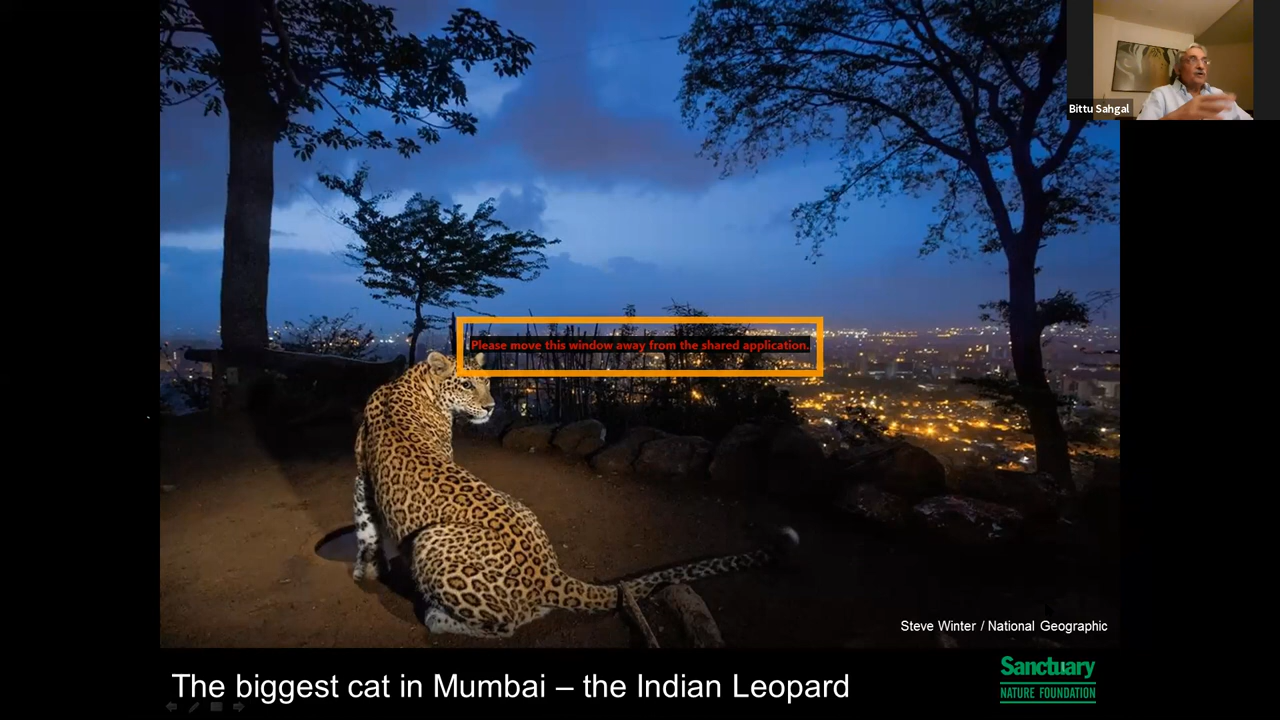 Bittu Sahgal
Please move this window away from the shared application.
Steve Winter / National Geographic
The biggest cat in Mumbai – the Indian Leopard
Sanctuary
NATURE FOUNDATION